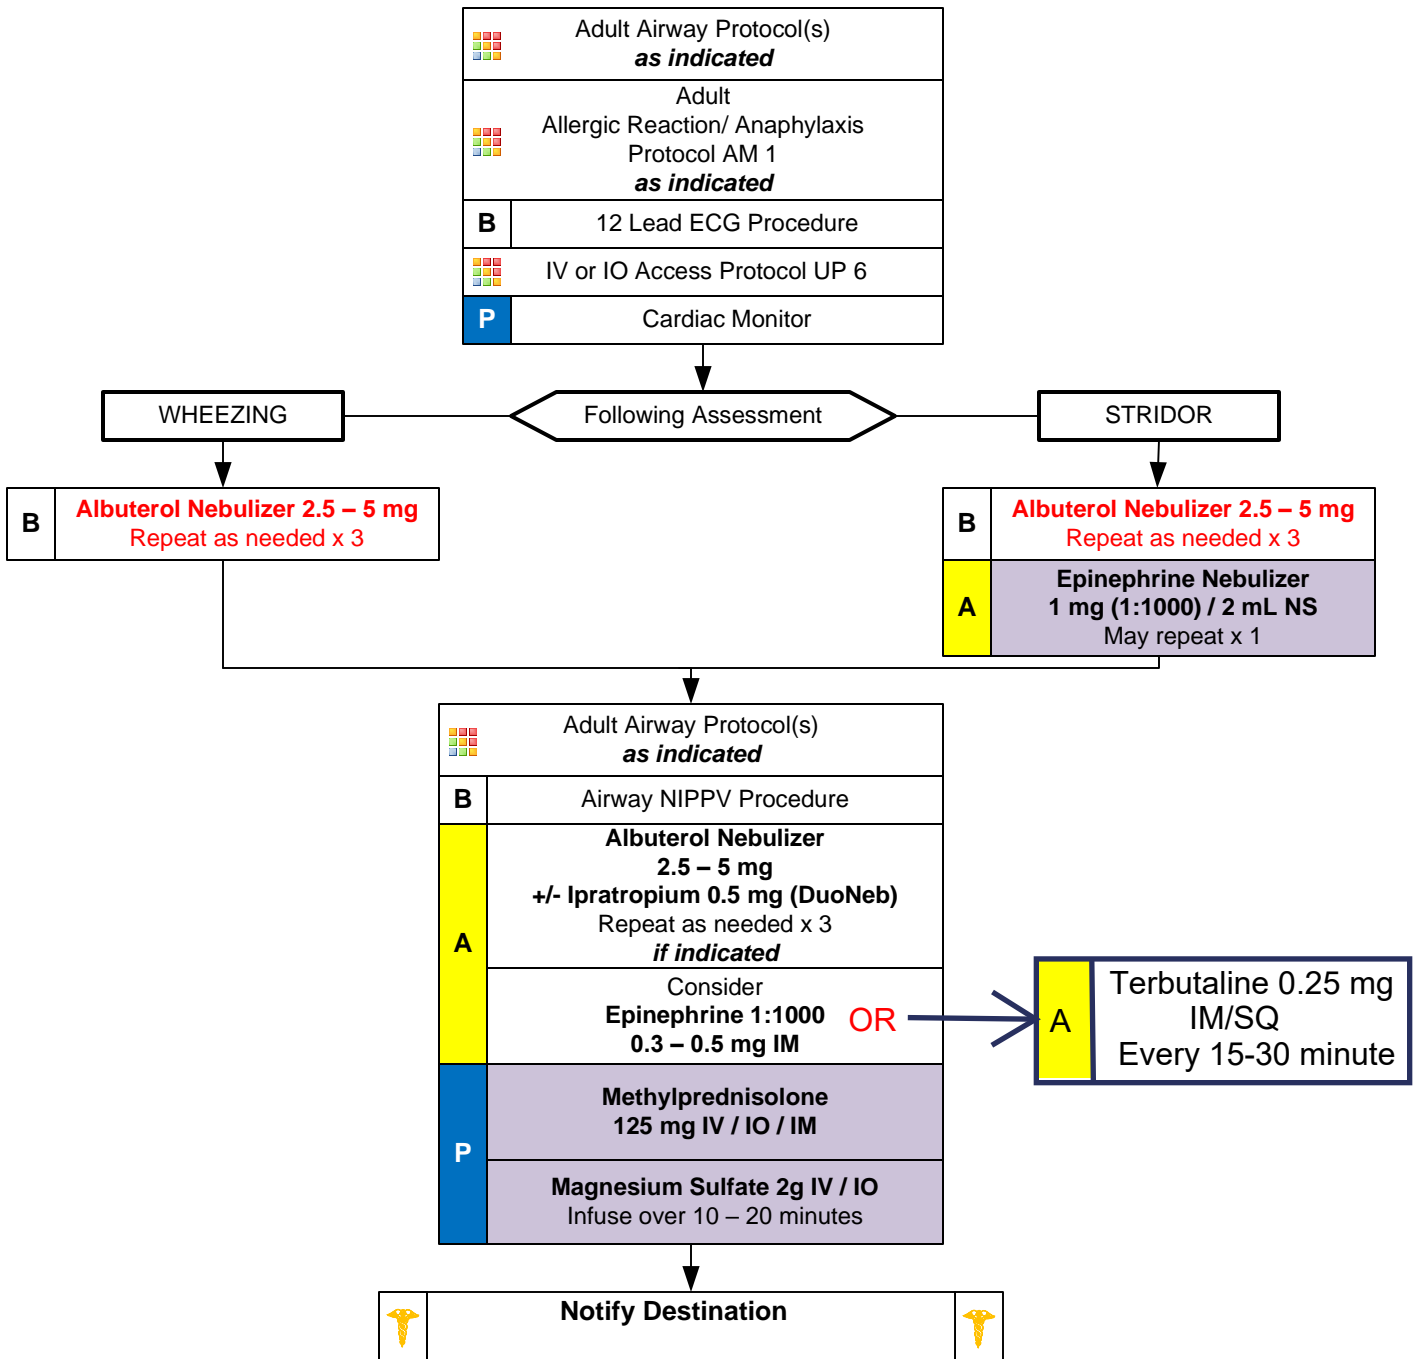 Adult Airway Protocol(s)
as indicated
Adult
Allergic Reaction/ Anaphylaxis
Protocol AM 1
as indicated
B
12 Lead ECG Procedure
IV or IO Access Protocol UP 6
P
Cardiac Monitor
WHEEZING
Following Assessment
STRIDOR
B
Albuterol Nebulizer 2.5 – 5 mg
Repeat as needed x 3
B
Albuterol Nebulizer 2.5 – 5 mg
Repeat as needed x 3
A
Epinephrine Nebulizer
1 mg (1:1000) / 2 mL NS
May repeat x 1
Adult Airway Protocol(s)
as indicated
B
Airway NIPPV Procedure
A
Albuterol Nebulizer
2.5 – 5 mg
+/- Ipratropium 0.5 mg (DuoNeb)
Repeat as needed x 3
if indicated
Consider
Epinephrine 1:1000
0.3 – 0.5 mg IM
OR
A
Terbutaline 0.25 mg
IM/SQ
Every 15-30 minute
P
Methylprednisolone
125 mg IV / IO / IM
Magnesium Sulfate 2g IV / IO
Infuse over 10 – 20 minutes
Notify Destination